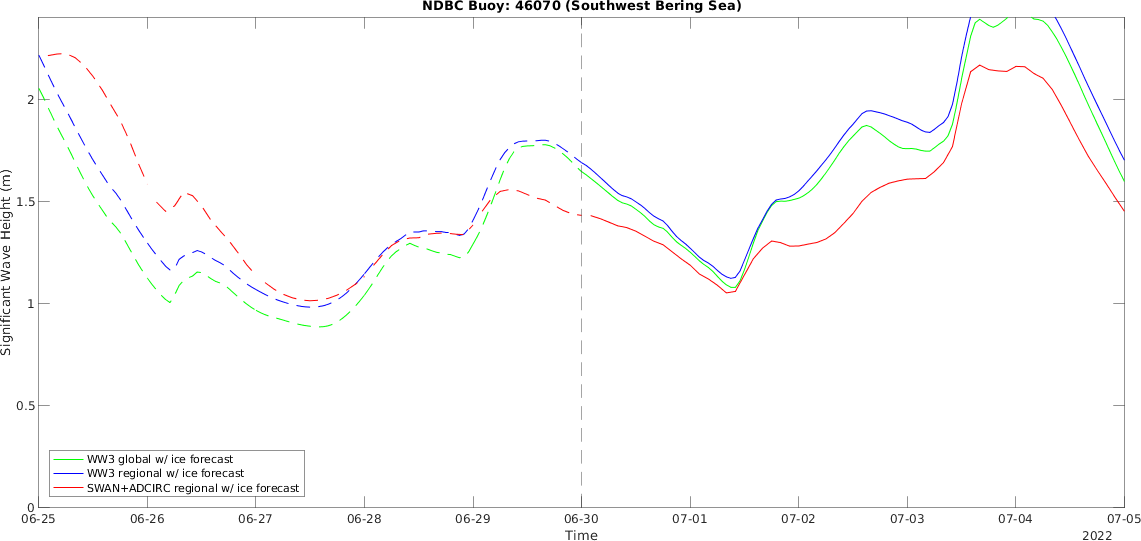 NDBC Buoy: 46070 (Southwest Bering Sea)
Significant Wave Height (m)
2
1.5
1
0.5
0
WW3 global w/ ice forecast
WW3 regional w/ ice forecast
SWAN+ADCIRC regional w/ ice forecast
06-25 06-26 06-27 06-28 06-29 06-30 07-01 07-02 07-03 07-04 07-05
Time
2022